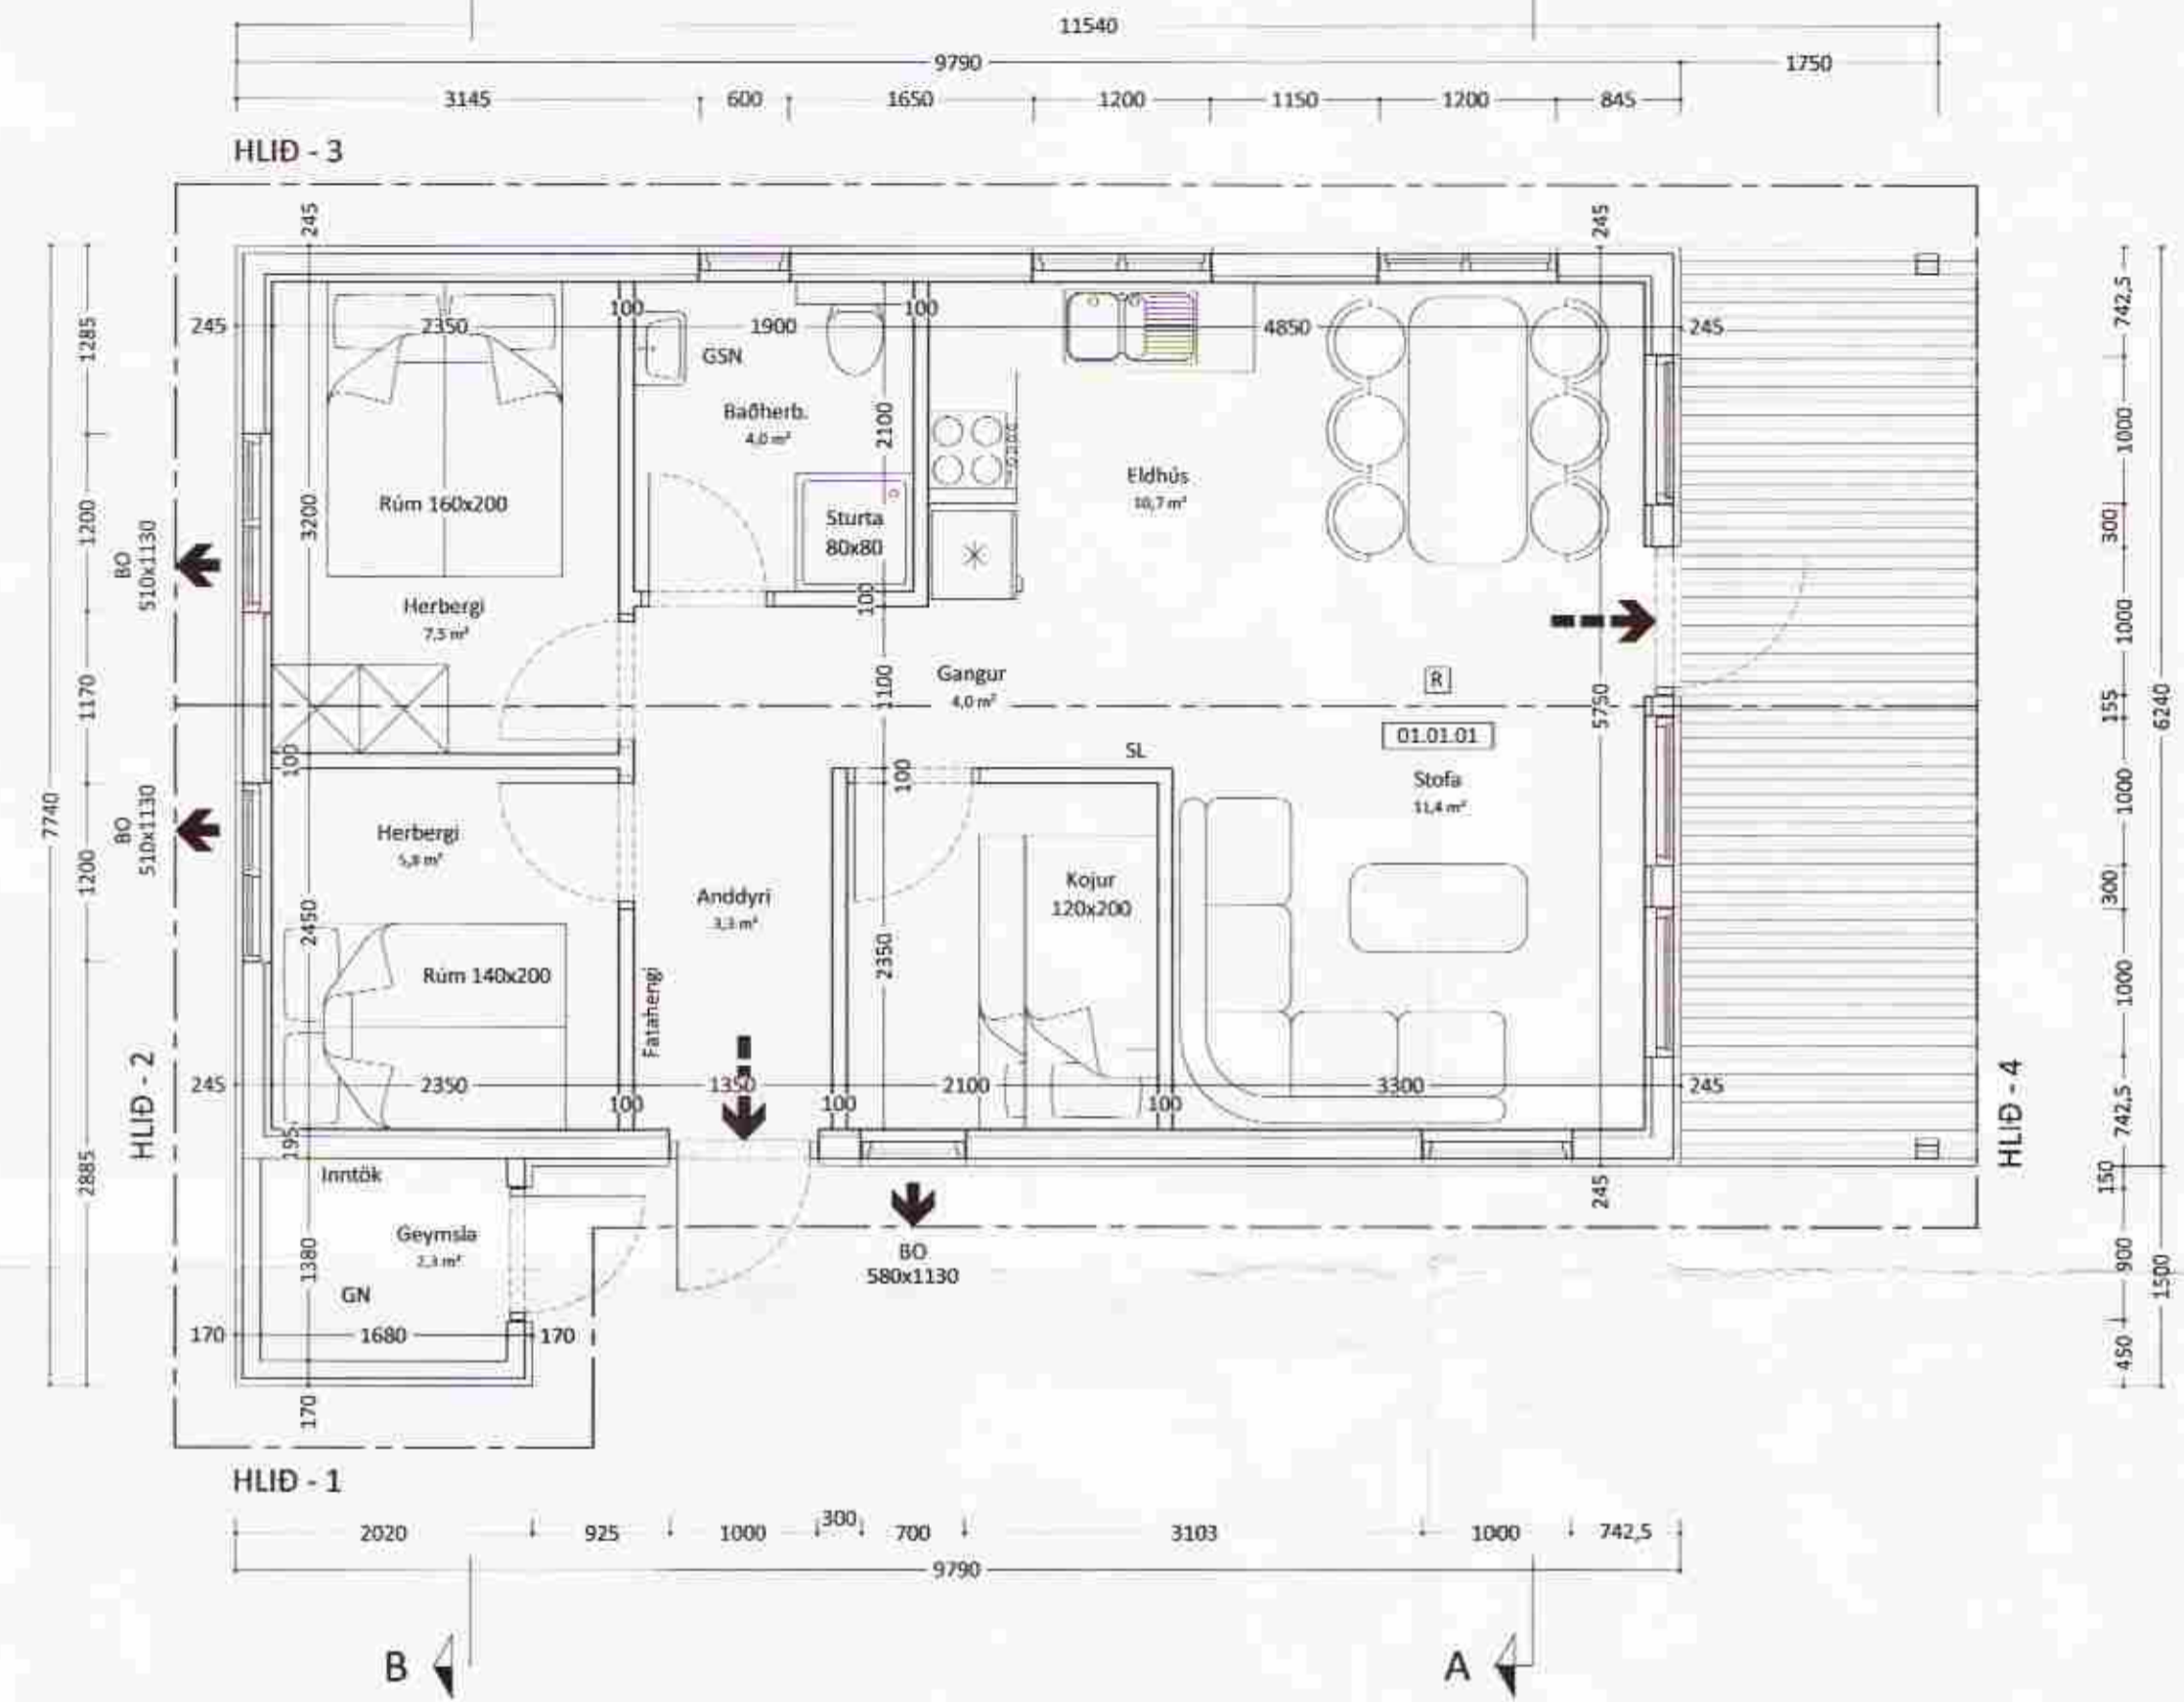 11540
9790
1750
3145
600
1650
1200
1150
1200
845
HLIÐ - 3
245
245
245
2350
100
1900
100
4850
245
GSN
Baðherb.
4,0 m²
2100
Rúm 160x200
3200
Sturta
80x80
Eldhús
10,7 m²
Herbergi
7,5 m²
100
Gangur
4,0 m²
1100
R
5750
01.01.01
Stofa
11,4 m²
SL
100
100
Herbergi
5,8 m²
2450
Rúm 140x200
Anddyri
3,3 m²
Fatahengi
2350
Kojur
120x200
245
2350
100
1350
100
2100
100
3300
245
195
Inntök
Geymsla
2,3 m²
1380
GN
170
1680
170
170
245
BO
580x1130
1285
1200
1170
1200
2885
7740
BO
510x1130
BO
510x1130
HLIÐ - 2
742,5
1000
300
1000
155
1000
300
1000
742,5
150
900
450
6240
1500
HLIÐ - 4
HLIÐ - 1
2020
925
1000
300
700
3103
1000
742,5
9790
B
A